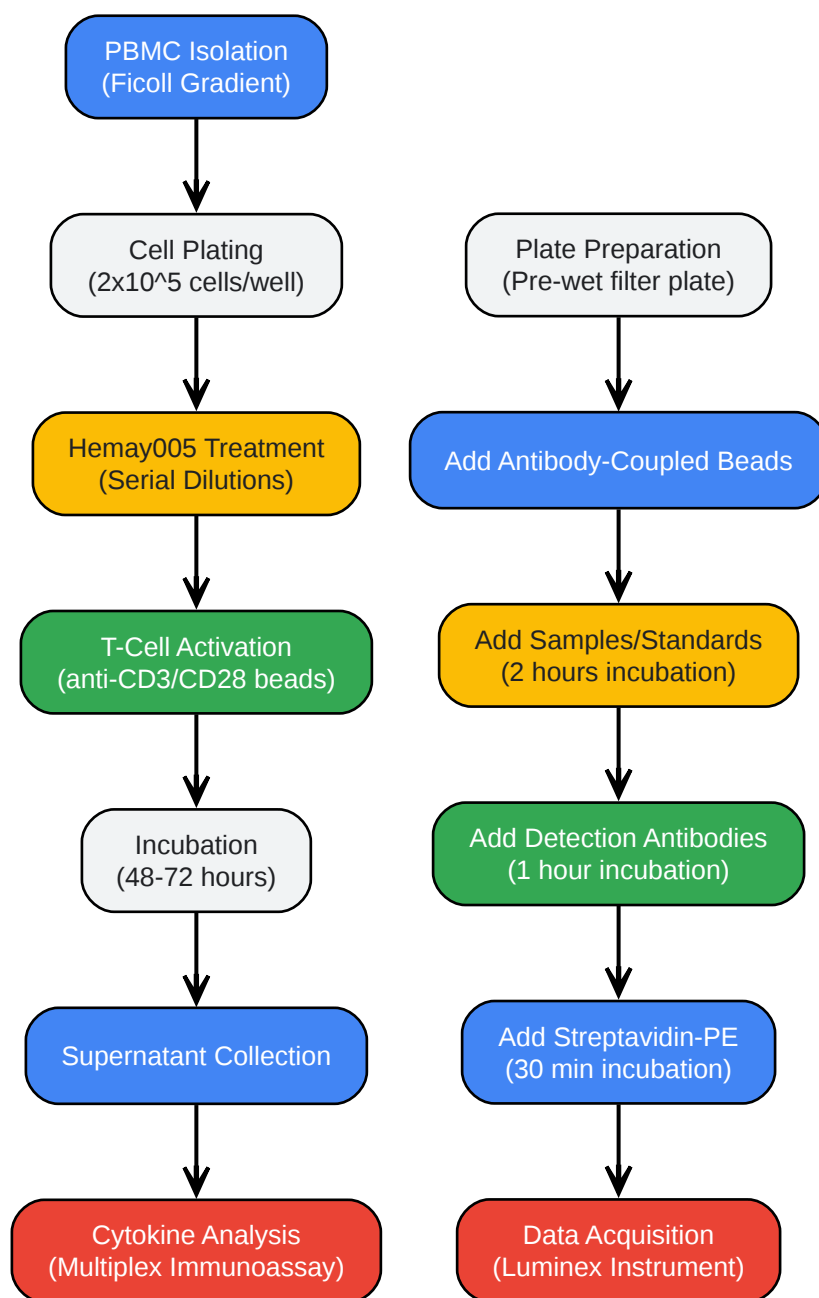 PBMC Isolation
(Ficoll Gradient)
Cell Plating
(2x10^5 cells/well)
Hemay005 Treatment
(Serial Dilutions)
T-Cell Activation
(anti-CD3/CD28 beads)
Incubation
(48-72 hours)
Supernatant Collection
Cytokine Analysis
(Multiplex Immunoassay)
Plate Preparation
(Pre-wet filter plate)
Add Antibody-Coupled Beads
Add Samples/Standards
(2 hours incubation)
Add Detection Antibodies
(1 hour incubation)
Add Streptavidin-PE
(30 min incubation)
Data Acquisition
(Luminex Instrument)